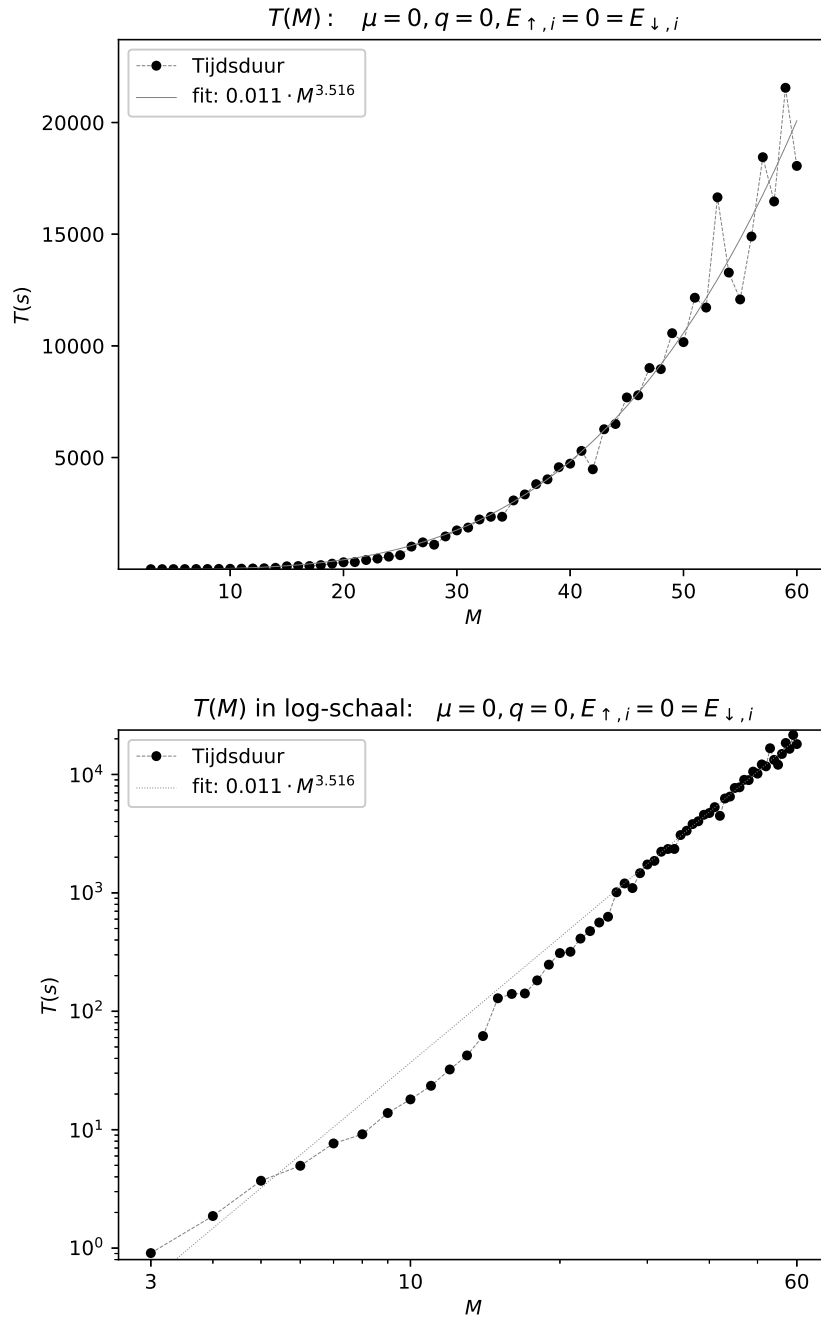 T(M) :   μ = 0, q = 0, E↑,i = 0 = E↓,i
Tijdsduur
fit: 0.011 · M^3.516
20000
15000
10000
5000
T(s)
10 20 30 40 50 60
M
T(M) in log-schaal:   μ = 0, q = 0, E↑,i = 0 = E↓,i
Tijdsduur
fit: 0.011 · M^3.516
10^4
10^3
10^2
10^1
10^0
T(s)
3 10 60
M